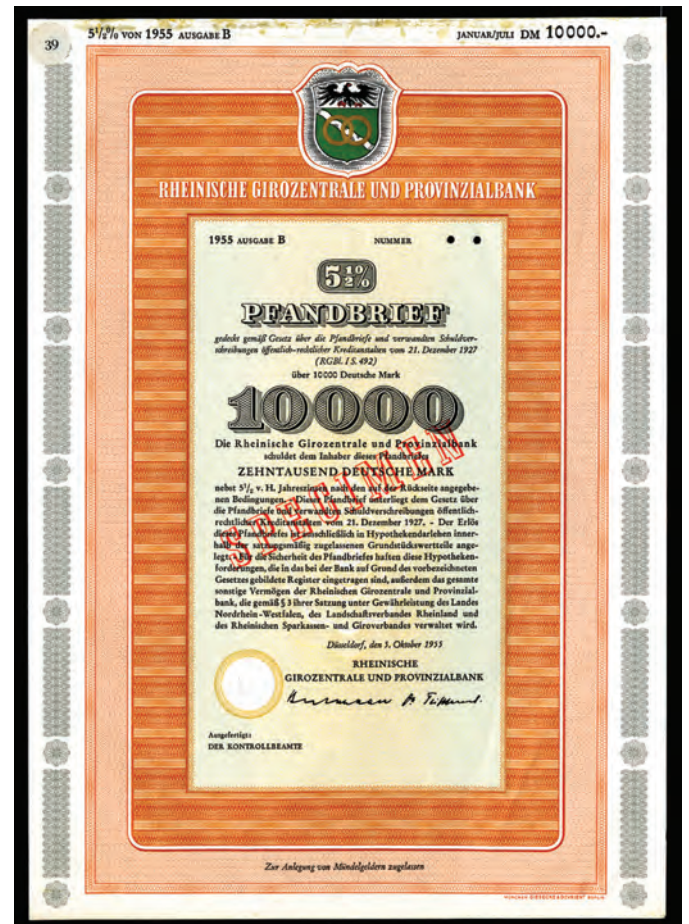 39
5½% VON 1955 AUSGABE B JANUAR/JULI DM 10000.-
RHEINISCHE GIROZENTRALE UND PROVINZIALBANK
1955 AUSGABE B NUMMER
5½%
PFANDBRIEF
gedeckt gemäß Gesetz über die Pfandbriefe und verwandten Schuldver-
schreibungen öffentlich-rechtlicher Kreditanstalten vom 21. Dezember 1927
(RGBl. I S. 492)
über 10000 Deutsche Mark
10000
Die Rheinische Girozentrale und Provinzialbank
schuldet dem Inhaber dieses Pfandbriefes
ZEHNTAUSEND DEUTSCHE MARK
nebst 5½ v. H. Jahreszinsen nach den auf der Rückseite angegebe-
nen Bedingungen. - Dieser Pfandbrief unterliegt dem Gesetz über
die Pfandbriefe und verwandten Schuldverschreibungen öffentlich-
rechtlicher Kreditanstalten vom 21. Dezember 1927. - Der Erlös
dieses Pfandbriefes ist ausschließlich in Hypothekendarlehen inner-
halb der satzungsmäßig zugelassenen Grundstückswertteile ange-
legt. Für die Sicherheit des Pfandbriefes haften diese Hypotheken-
forderungen, die in das bei der Bank auf Grund des vorbezeichneten
Gesetzes gebildete Register eingetragen sind, außerdem das gesamte
sonstige Vermögen der Rheinischen Girozentrale und Provinzial-
bank, die gemäß § 3 ihrer Satzung unter Gewährleistung des Landes
Nordrhein-Westfalen, des Landschaftsverbandes Rheinland und
des Rheinischen Sparkassen- und Giroverbandes verwaltet wird.
SPECIMEN
Düsseldorf, den 5. Oktober 1955
RHEINISCHE
GIROZENTRALE UND PROVINZIALBANK
Ausgefertigt:
DER KONTROLLBEAMTE
Zur Anlegung von Mündelgeldern zugelassen
MÜNCHEN GIESECKE & DEVRIENT BERLIN